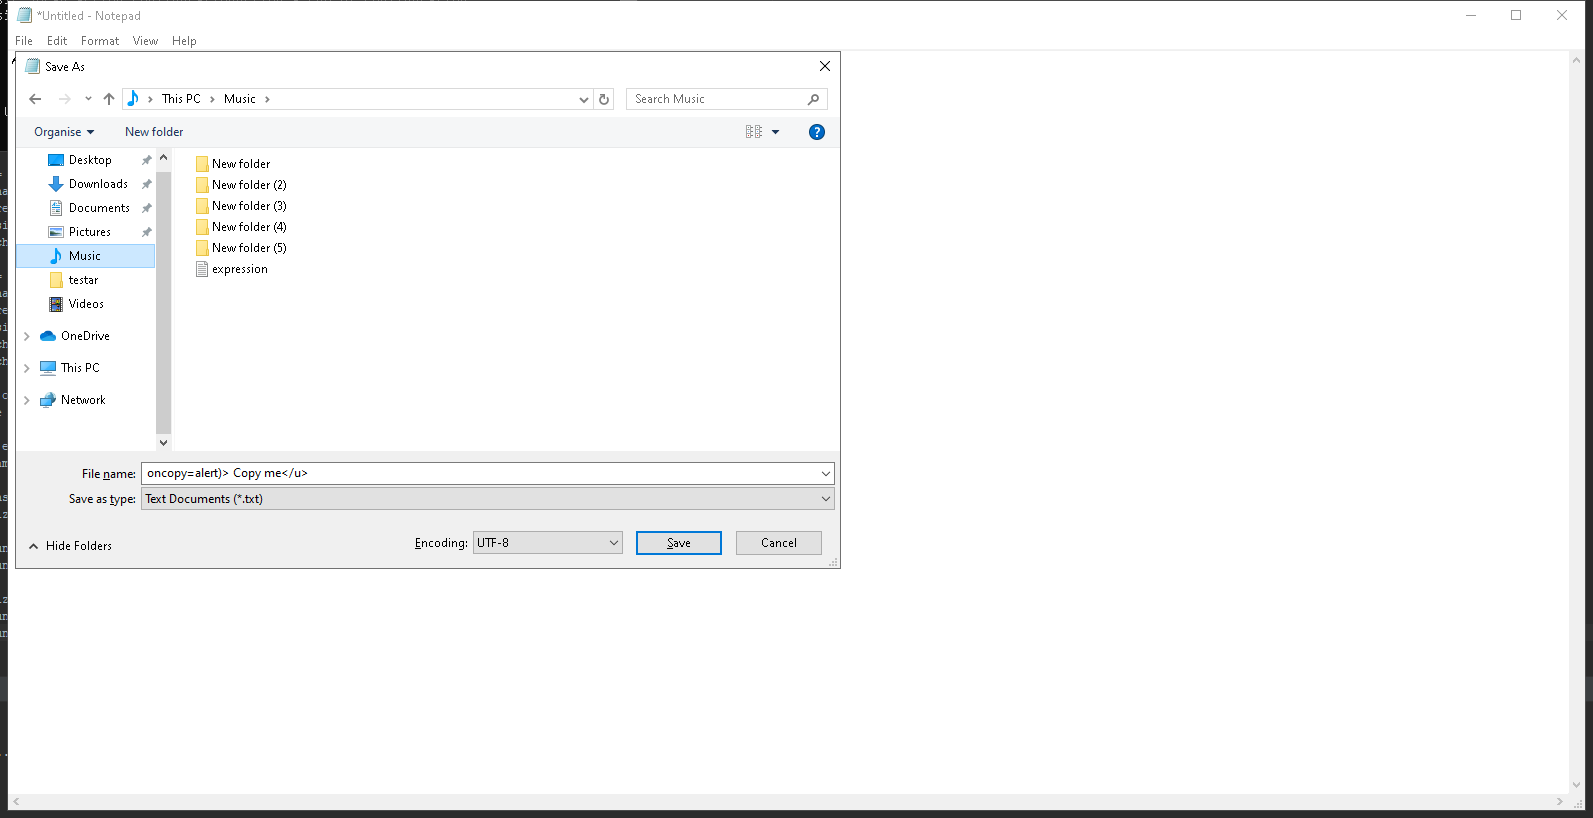 *Untitled - Notepad
File Edit Format View Help
Save As
This PC Music
Search Music
Organise New folder
Desktop
Downloads
Documents
Pictures
Music
testar
Videos
OneDrive
This PC
Network
New folder
New folder (2)
New folder (3)
New folder (4)
New folder (5)
expression
File name: oncopy=alert)> Copy me</u>
Save as type: Text Documents (*.txt)
Hide Folders
Encoding: UTF-8 Save Cancel